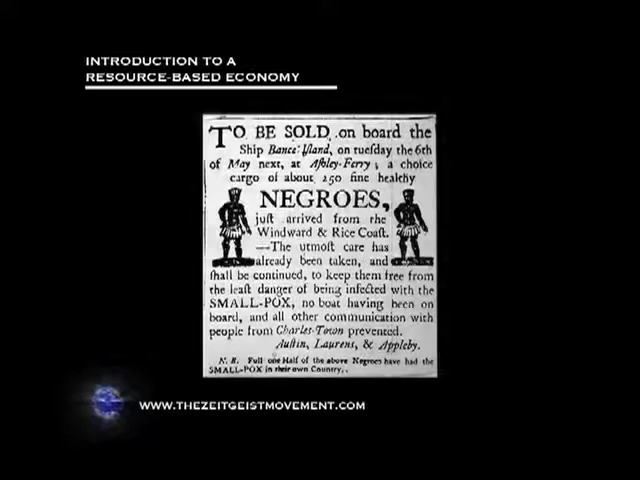 INTRODUCTION TO A
RESOURCE-BASED ECONOMY
TO BE SOLD, on board the
Ship Bance-Iſland, on tueſday the 6th
of May next, at Aſhley-Ferry; a choice
cargo of about 250 fine healthy
NEGROES,
juſt arrived from the
Windward & Rice Coaſt.
—The utmoſt care has
already been taken, and
ſhall be continued, to keep them free from
the leaſt danger of being infected with the
SMALL-POX, no boat having been on
board, and all other communication with
people from Charles-Town prevented.
Auſtin, Laurens, & Appleby.
N. B. Full one Half of the above Negroes have had the
SMALL-POX in their own Country.
WWW.THEZEITGEISTMOVEMENT.COM